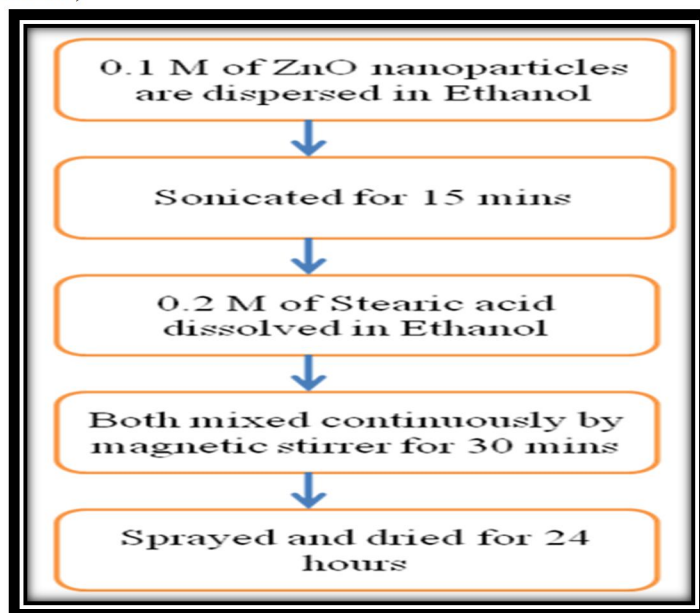 0.1 M of ZnO nanoparticles
are dispersed in Ethanol
Sonicated for 15 mins
0.2 M of Stearic acid
dissolved in Ethanol
Both mixed continuously by
magnetic stirrer for 30 mins
Sprayed and dried for 24
hours